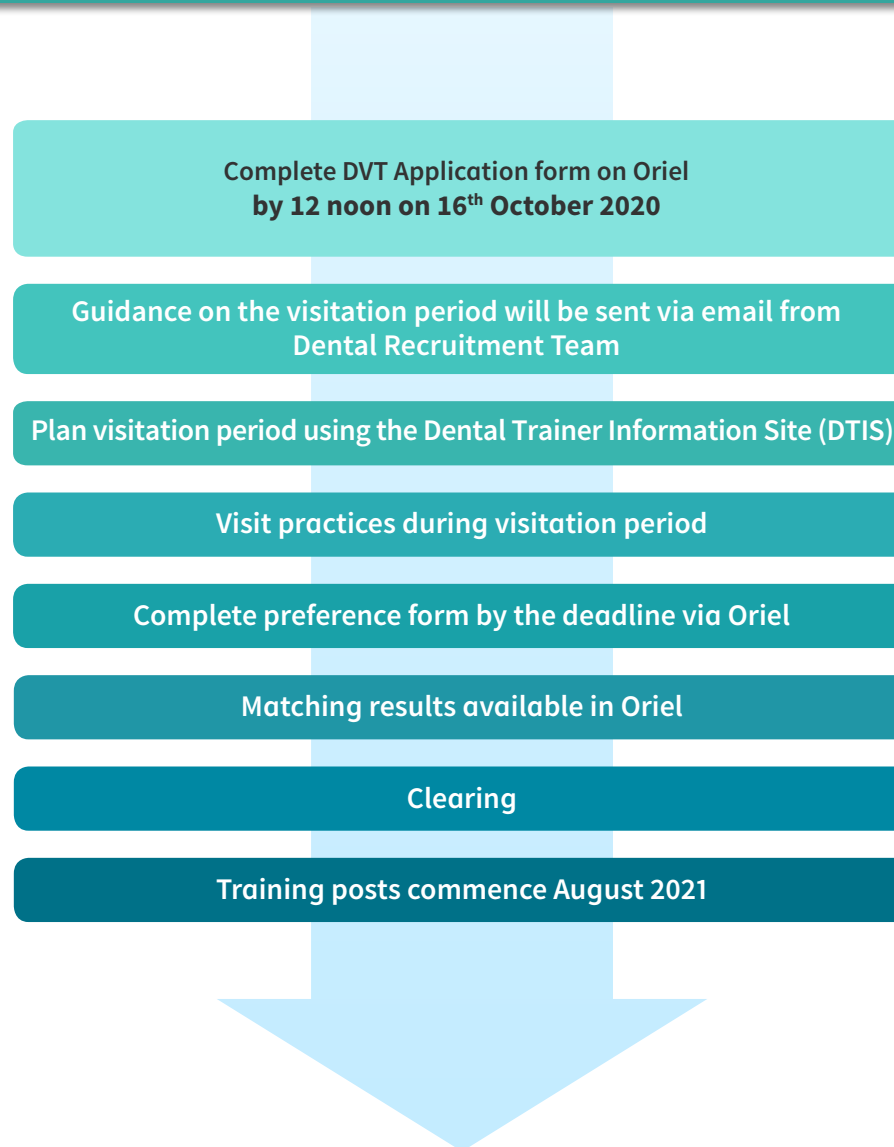 Complete DVT Application form on Oriel
by 12 noon on 16th October 2020
Guidance on the visitation period will be sent via email from
Dental Recruitment Team
Plan visitation period using the Dental Trainer Information Site (DTIS)
Visit practices during visitation period
Complete preference form by the deadline via Oriel
Matching results available in Oriel
Clearing
Training posts commence August 2021